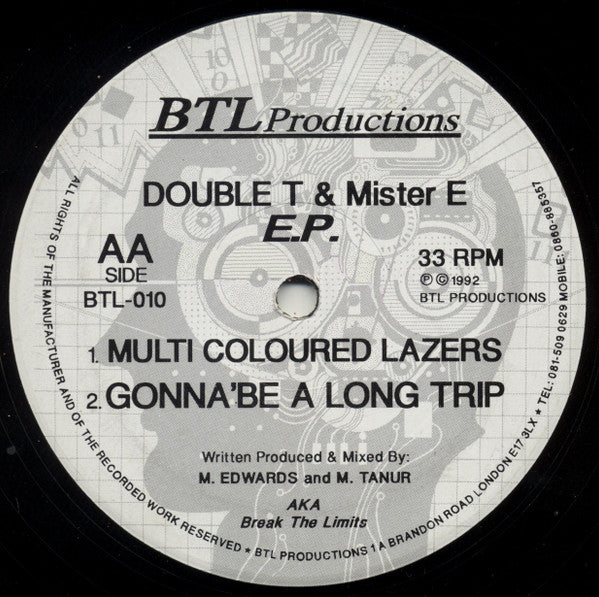 BTL Productions
DOUBLE T & Mister E
E.P.
AA
SIDE
BTL-010
33 RPM
℗ © 1992
BTL PRODUCTIONS
1. MULTI COLOURED LAZERS
2. GONNA'BE A LONG TRIP
Written Produced & Mixed By:
M. EDWARDS and M. TANUR
AKA
Break The Limits
ALL RIGHTS OF THE MANUFACTURER AND OF THE RECORDED WORK RESERVED ★ BTL PRODUCTIONS 1A BRANDON ROAD LONDON E17 3LX ★ TEL: 081-509 0629 MOBILE: 0860-885357